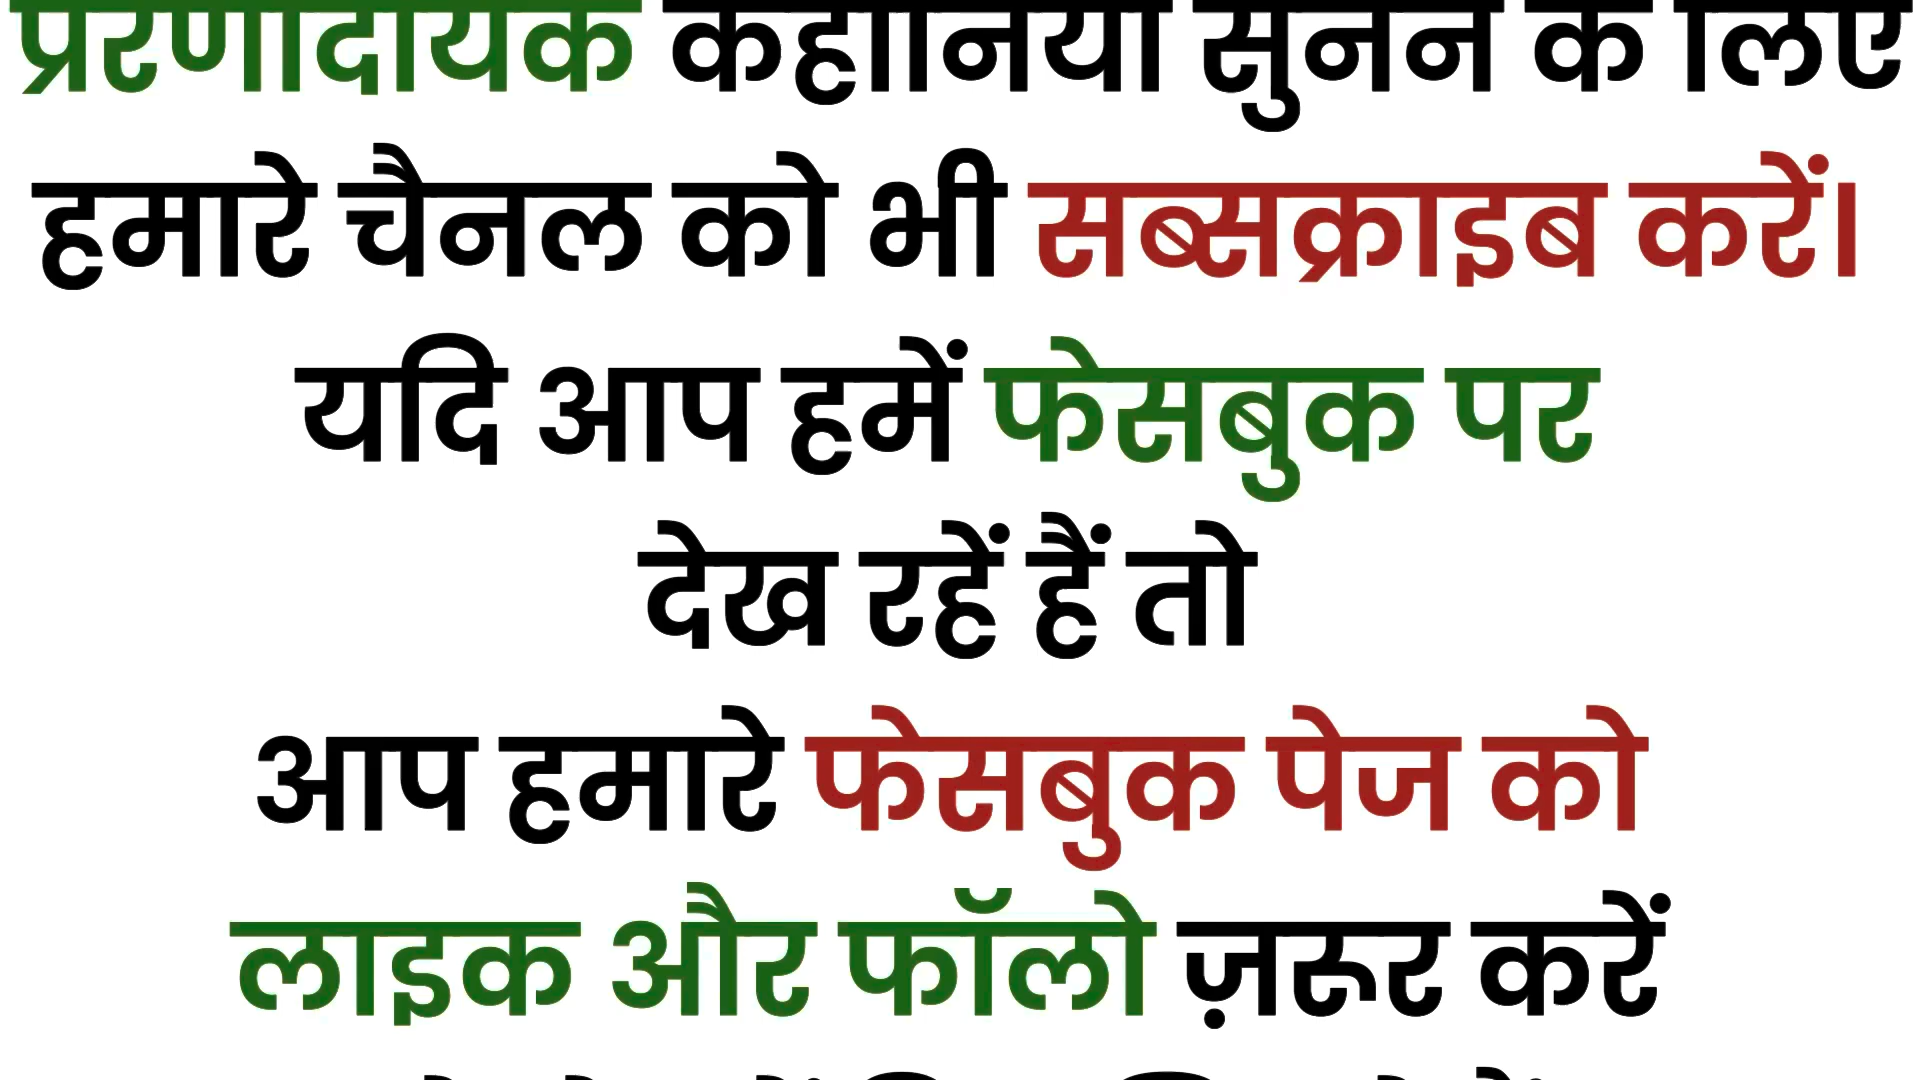 प्रेरणादायक कहानियाँ सुनने के लिए
हमारे चैनल को भी सब्सक्राइब करें।
यदि आप हमें फेसबुक पर
देख रहें हैं तो
आप हमारे फेसबुक पेज को
लाइक और फॉलो ज़रूर करें